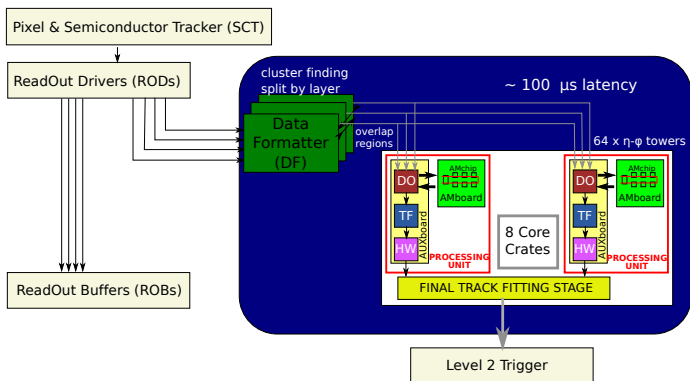 Pixel & Semiconductor Tracker (SCT)
ReadOut Drivers (RODs)
cluster finding
split by layer
~ 100 μs latency
Data
Formatter
(DF)
overlap
regions
64 x η-φ towers
DO
AMchip
AMboard
TF
HW
AUXboard
PROCESSING
UNIT
8 Core
Crates
DO
AMchip
AMboard
TF
HW
AUXboard
PROCESSING
UNIT
ReadOut Buffers (ROBs)
FINAL TRACK FITTING STAGE
Level 2 Trigger